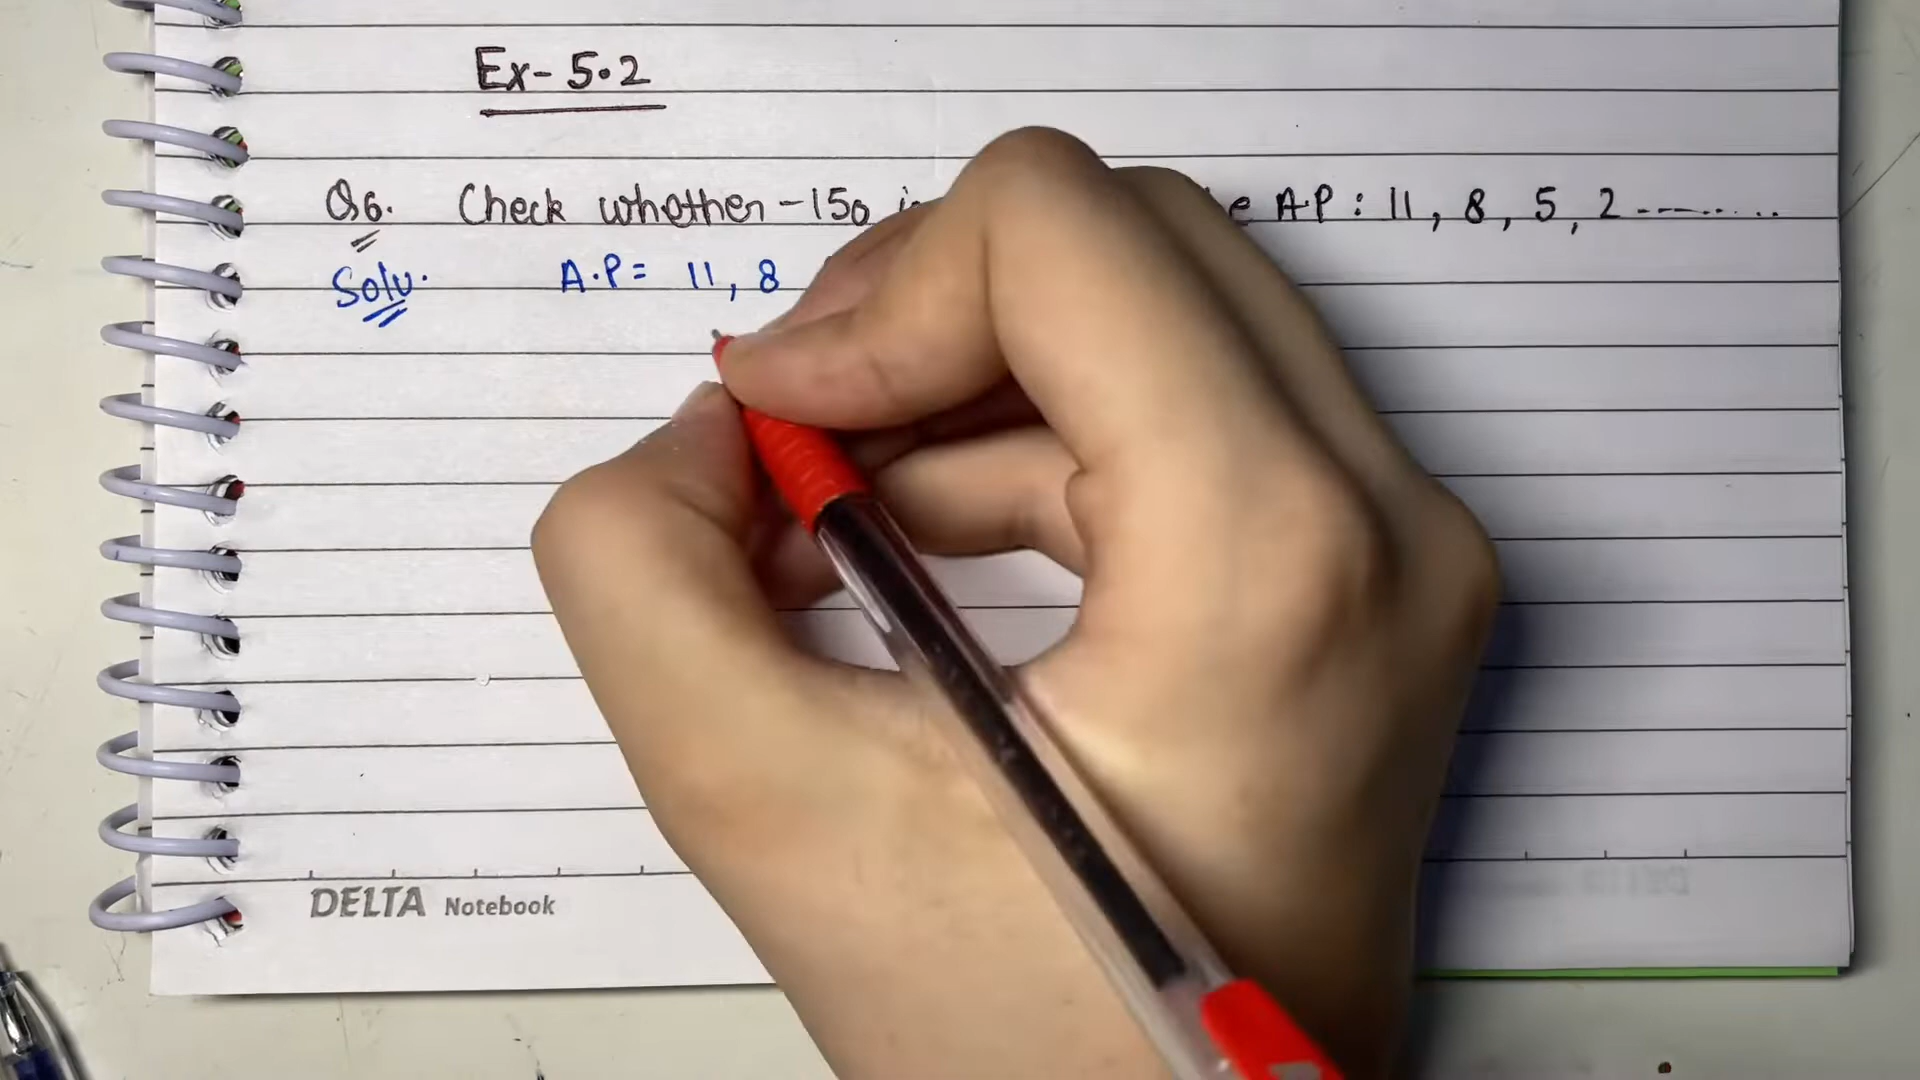 Ex- 5.2
Q6. Check whether -150 e A.P : 11, 8, 5, 2 ---.....
Solu. A.P = 11, 8
DELTA Notebook